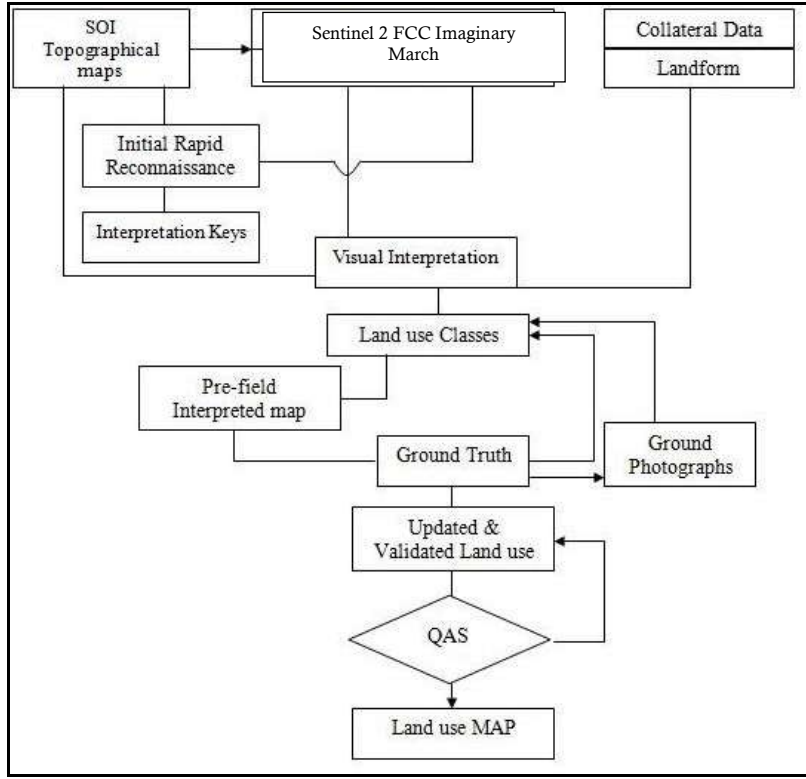 SOI
Topographical
maps
Sentinel 2 FCC Imaginary
March
Collateral Data
Landform
Initial Rapid
Reconnaissance
Interpretation Keys
Visual Interpretation
Land use Classes
Pre-field
Interpreted map
Ground Truth
Ground
Photographs
Updated &
Validated Land use
QAS
Land use MAP